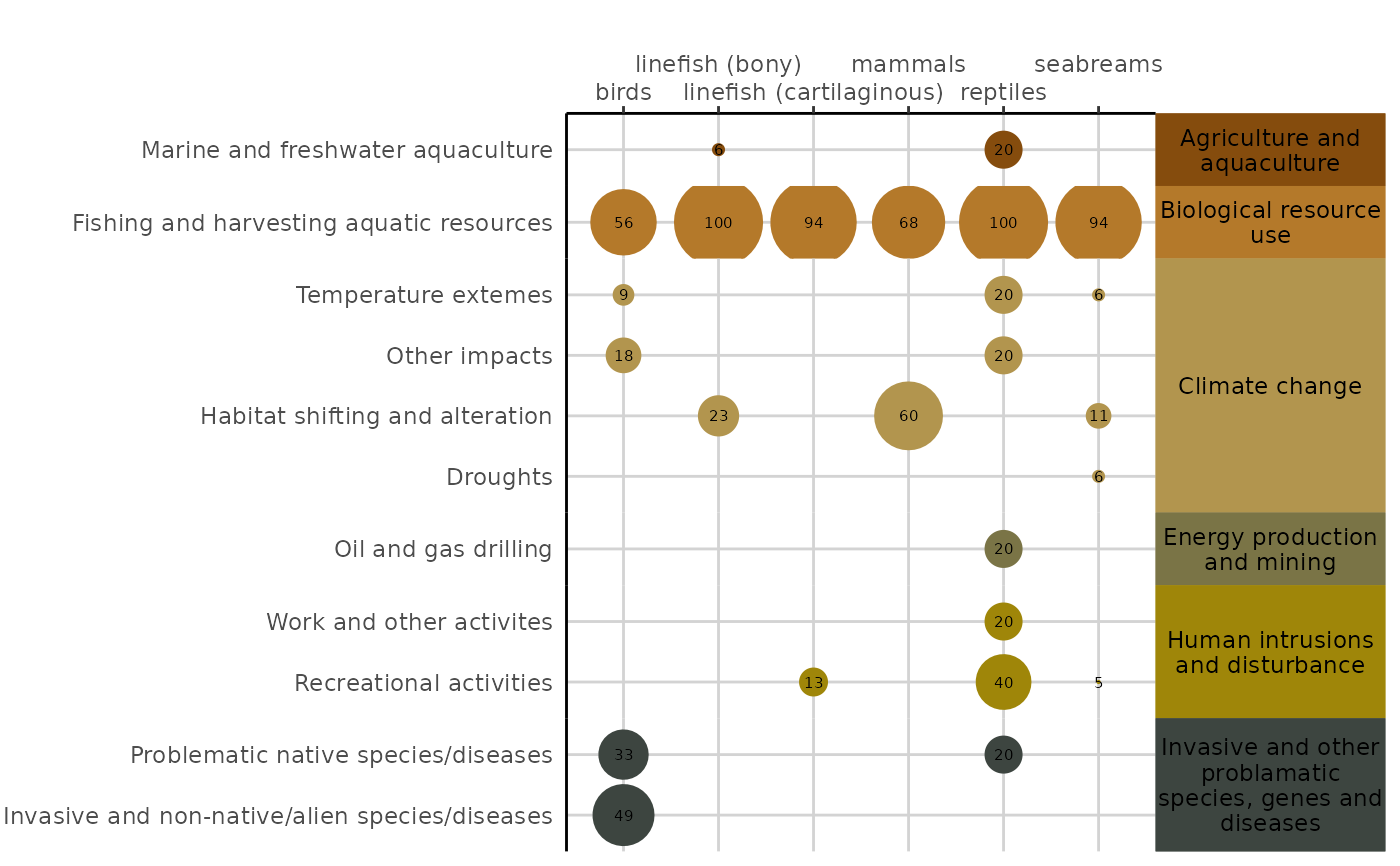 linefish (bony) mammals seabreams
birds linefish (cartilaginous) reptiles
Marine and freshwater aquaculture 6 20
Agriculture and
aquaculture
Fishing and harvesting aquatic resources 56 100 94 68 100 94
Biological resource
use
Temperature extemes 9 20 6
Other impacts 18 20
Climate change
Habitat shifting and alteration 23 60 11
Droughts 6
Oil and gas drilling 20
Energy production
and mining
Work and other activites 20
Human intrusions
and disturbance
Recreational activities 13 40 5
Problematic native species/diseases 33 20
Invasive and other
problamatic
species, genes and
diseases
Invasive and non-native/alien species/diseases 49